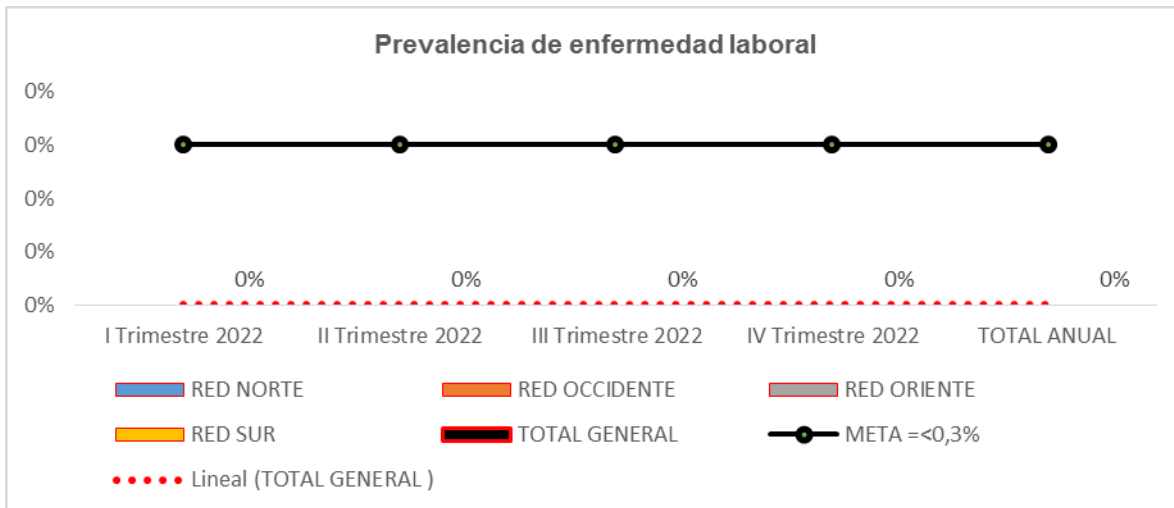 Prevalencia de enfermedad laboral
0%
0%
0%
0%
0%
0% 0% 0% 0% 0%
I Trimestre 2022 II Trimestre 2022 III Trimestre 2022 IV Trimestre 2022 TOTAL ANUAL
RED NORTE RED OCCIDENTE RED ORIENTE
RED SUR TOTAL GENERAL META =<0,3%
Lineal (TOTAL GENERAL )